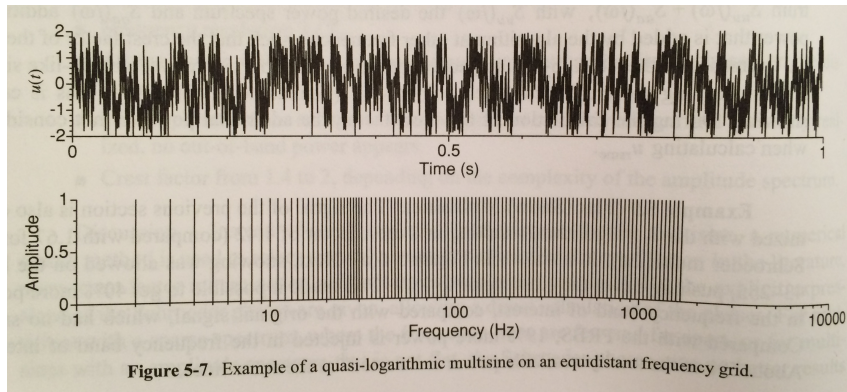 2
1
0
-1
-2
u(t)
0 0.5 1
Time (s)
1
0.5
0
Amplitude
10 100 1000 10000
Frequency (Hz)
Figure 5-7. Example of a quasi-logarithmic multisine on an equidistant frequency grid.